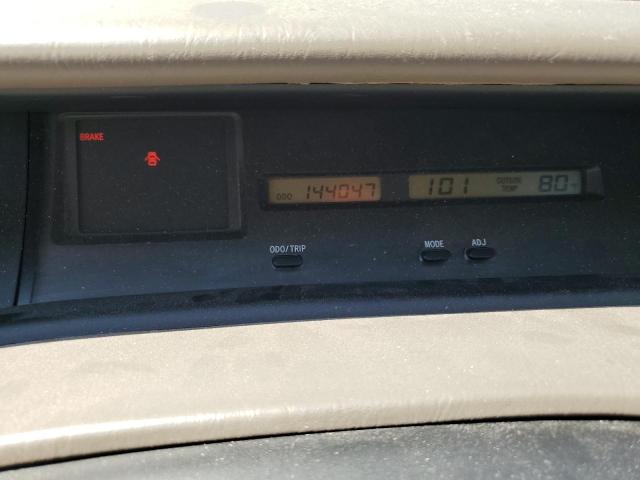 BRAKE
ODO 144047
101 OUTSIDE TEMP 80
ODO/TRIP MODE ADJ